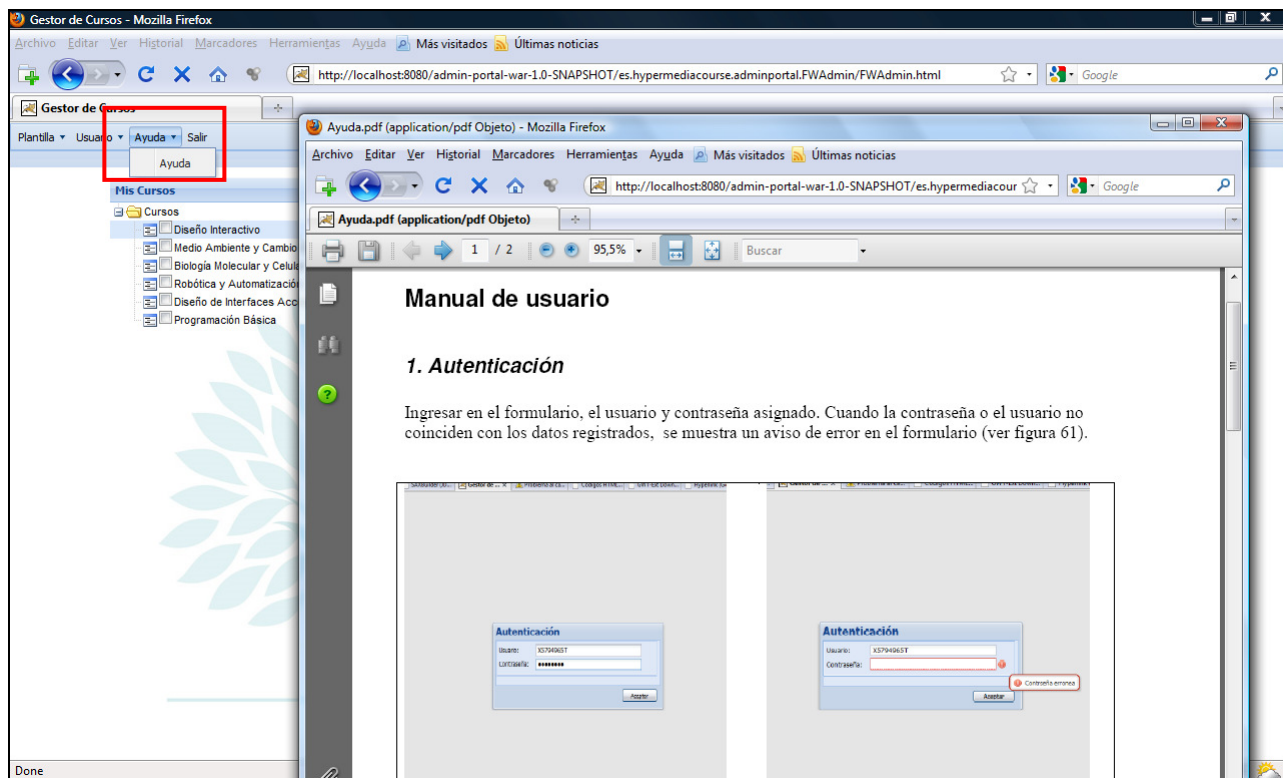 Gestor de Cursos - Mozilla Firefox
Archivo Editar Ver Historial Marcadores Herramientas Ayuda Más visitados Últimas noticias
http://localhost:8080/admin-portal-war-1.0-SNAPSHOT/es.hypermediacourse.adminportal.FWAdmin/FWAdmin.html
Google
Gestor de Cursos
Plantilla Usuario Ayuda Salir
Ayuda
Mis Cursos
Cursos
Diseño Interactivo
Medio Ambiente y Cambio
Biología Molecular y Celula
Robótica y Automatización
Diseño de Interfaces Acc
Programación Básica
Done
Ayuda.pdf (application/pdf Objeto) - Mozilla Firefox
Archivo Editar Ver Historial Marcadores Herramientas Ayuda Más visitados Últimas noticias
http://localhost:8080/admin-portal-war-1.0-SNAPSHOT/es.hypermediacour
Google
Ayuda.pdf (application/pdf Objeto)
1 / 2 95,5% Buscar
Manual de usuario
1. Autenticación
Ingresar en el formulario, el usuario y contraseña asignado. Cuando la contraseña o el usuario no
coinciden con los datos registrados, se muestra un aviso de error en el formulario (ver figura 61).
Autenticación
Usuario: X5794965T
Contraseña:
Aceptar
Autenticación
Usuario: X5794965T
Contraseña:
Contraseña erronea
Aceptar